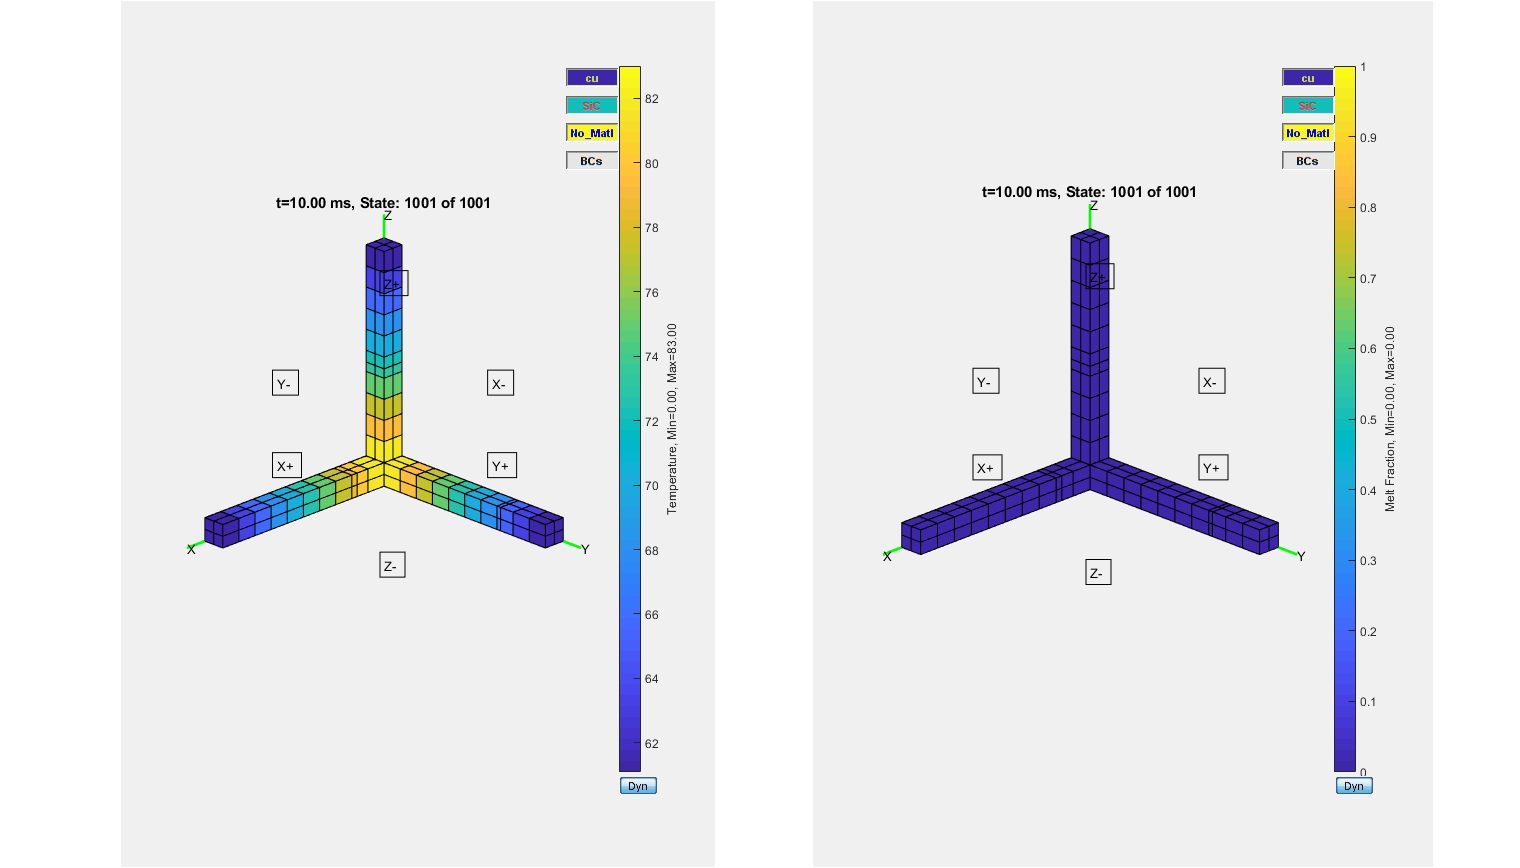 cu
SiC
No_Matl
BCs
t=10.00 ms, State: 1001 of 1001
Z
Z+
Y-
X-
X+
Y+
X
Y
Z-
82
80
78
76
74
72
70
68
66
64
62
Temperature, Min=0.00, Max=83.00
Dyn
cu
SiC
No_Matl
BCs
t=10.00 ms, State: 1001 of 1001
Z
Z+
Y-
X-
X+
Y+
X
Y
Z-
1
0.9
0.8
0.7
0.6
0.5
0.4
0.3
0.2
0.1
0
Melt Fraction, Min=0.00, Max=0.00
Dyn